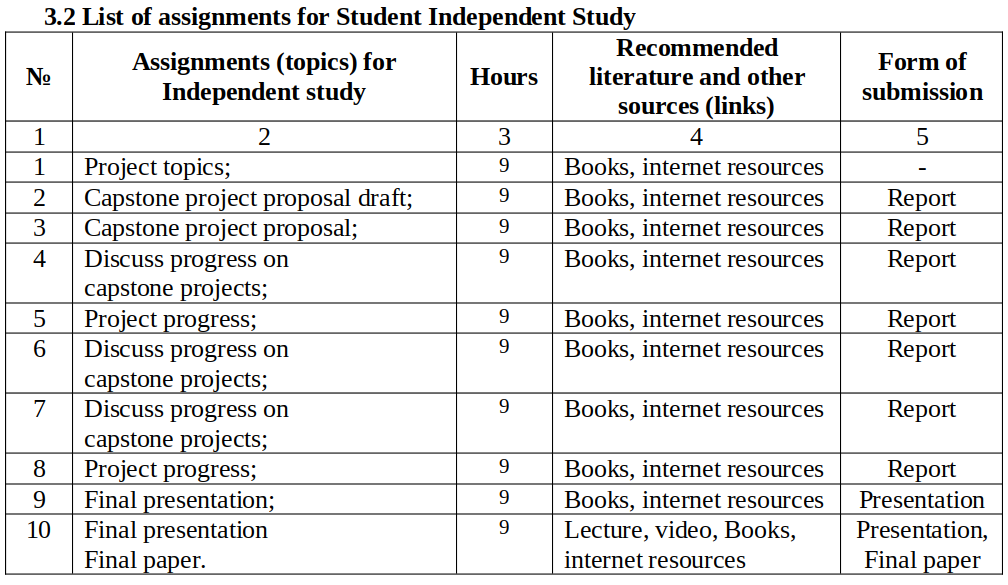 3.2 List of assignments for Student Independent Study
№ Assignments (topics) for Independent study Hours Recommended literature and other sources (links) Form of submission
1 2 3 4 5
1 Project topics; 9 Books, internet resources -
2 Capstone project proposal draft; 9 Books, internet resources Report
3 Capstone project proposal; 9 Books, internet resources Report
4 Discuss progress on 9 Books, internet resources Report
capstone projects;
5 Project progress; 9 Books, internet resources Report
6 Discuss progress on 9 Books, internet resources Report
capstone projects;
7 Discuss progress on 9 Books, internet resources Report
capstone projects;
8 Project progress; 9 Books, internet resources Report
9 Final presentation; 9 Books, internet resources Presentation
10 Final presentation 9 Lecture, video, Books, Presentation,
Final paper. internet resources Final paper